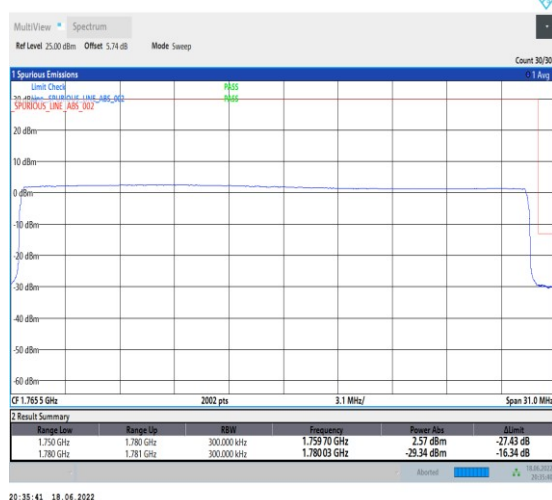 MultiView Spectrum
Ref Level 25.00 dBm Offset 5.74 dB Mode Sweep
Count 30/30
1 Spurious Emissions 1 Avg
Limit Check PASS
Line SPURIOUS_LINE_ABS_002 PASS
SPURIOUS_LINE_ABS_002
20 dBm
10 dBm
0 dBm
-10 dBm
-20 dBm
-30 dBm
-40 dBm
-50 dBm
-60 dBm
CF 1.765 5 GHz 2002 pts 3.1 MHz/ Span 31.0 MHz
2 Result Summary
Range Low Range Up RBW Frequency Power Abs ΔLimit
1.750 GHz 1.780 GHz 300.000 kHz 1.759 70 GHz 2.57 dBm -27.43 dB
1.780 GHz 1.781 GHz 300.000 kHz 1.780 03 GHz -29.34 dBm -16.34 dB
Aborted 18.06.2022
20:35:41 18.06.2022